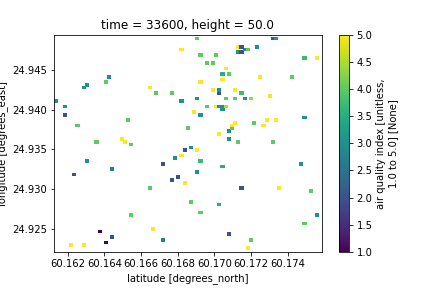 time = 33600, height = 50.0
24.945
24.940
24.935
24.930
24.925
longitude [degrees_east]
60.162 60.164 60.166 60.168 60.170 60.172 60.174
latitude [degrees_north]
5.0
4.5
4.0
3.5
3.0
2.5
2.0
1.5
1.0
air quality index [unitless,
1.0 to 5.0] [None]